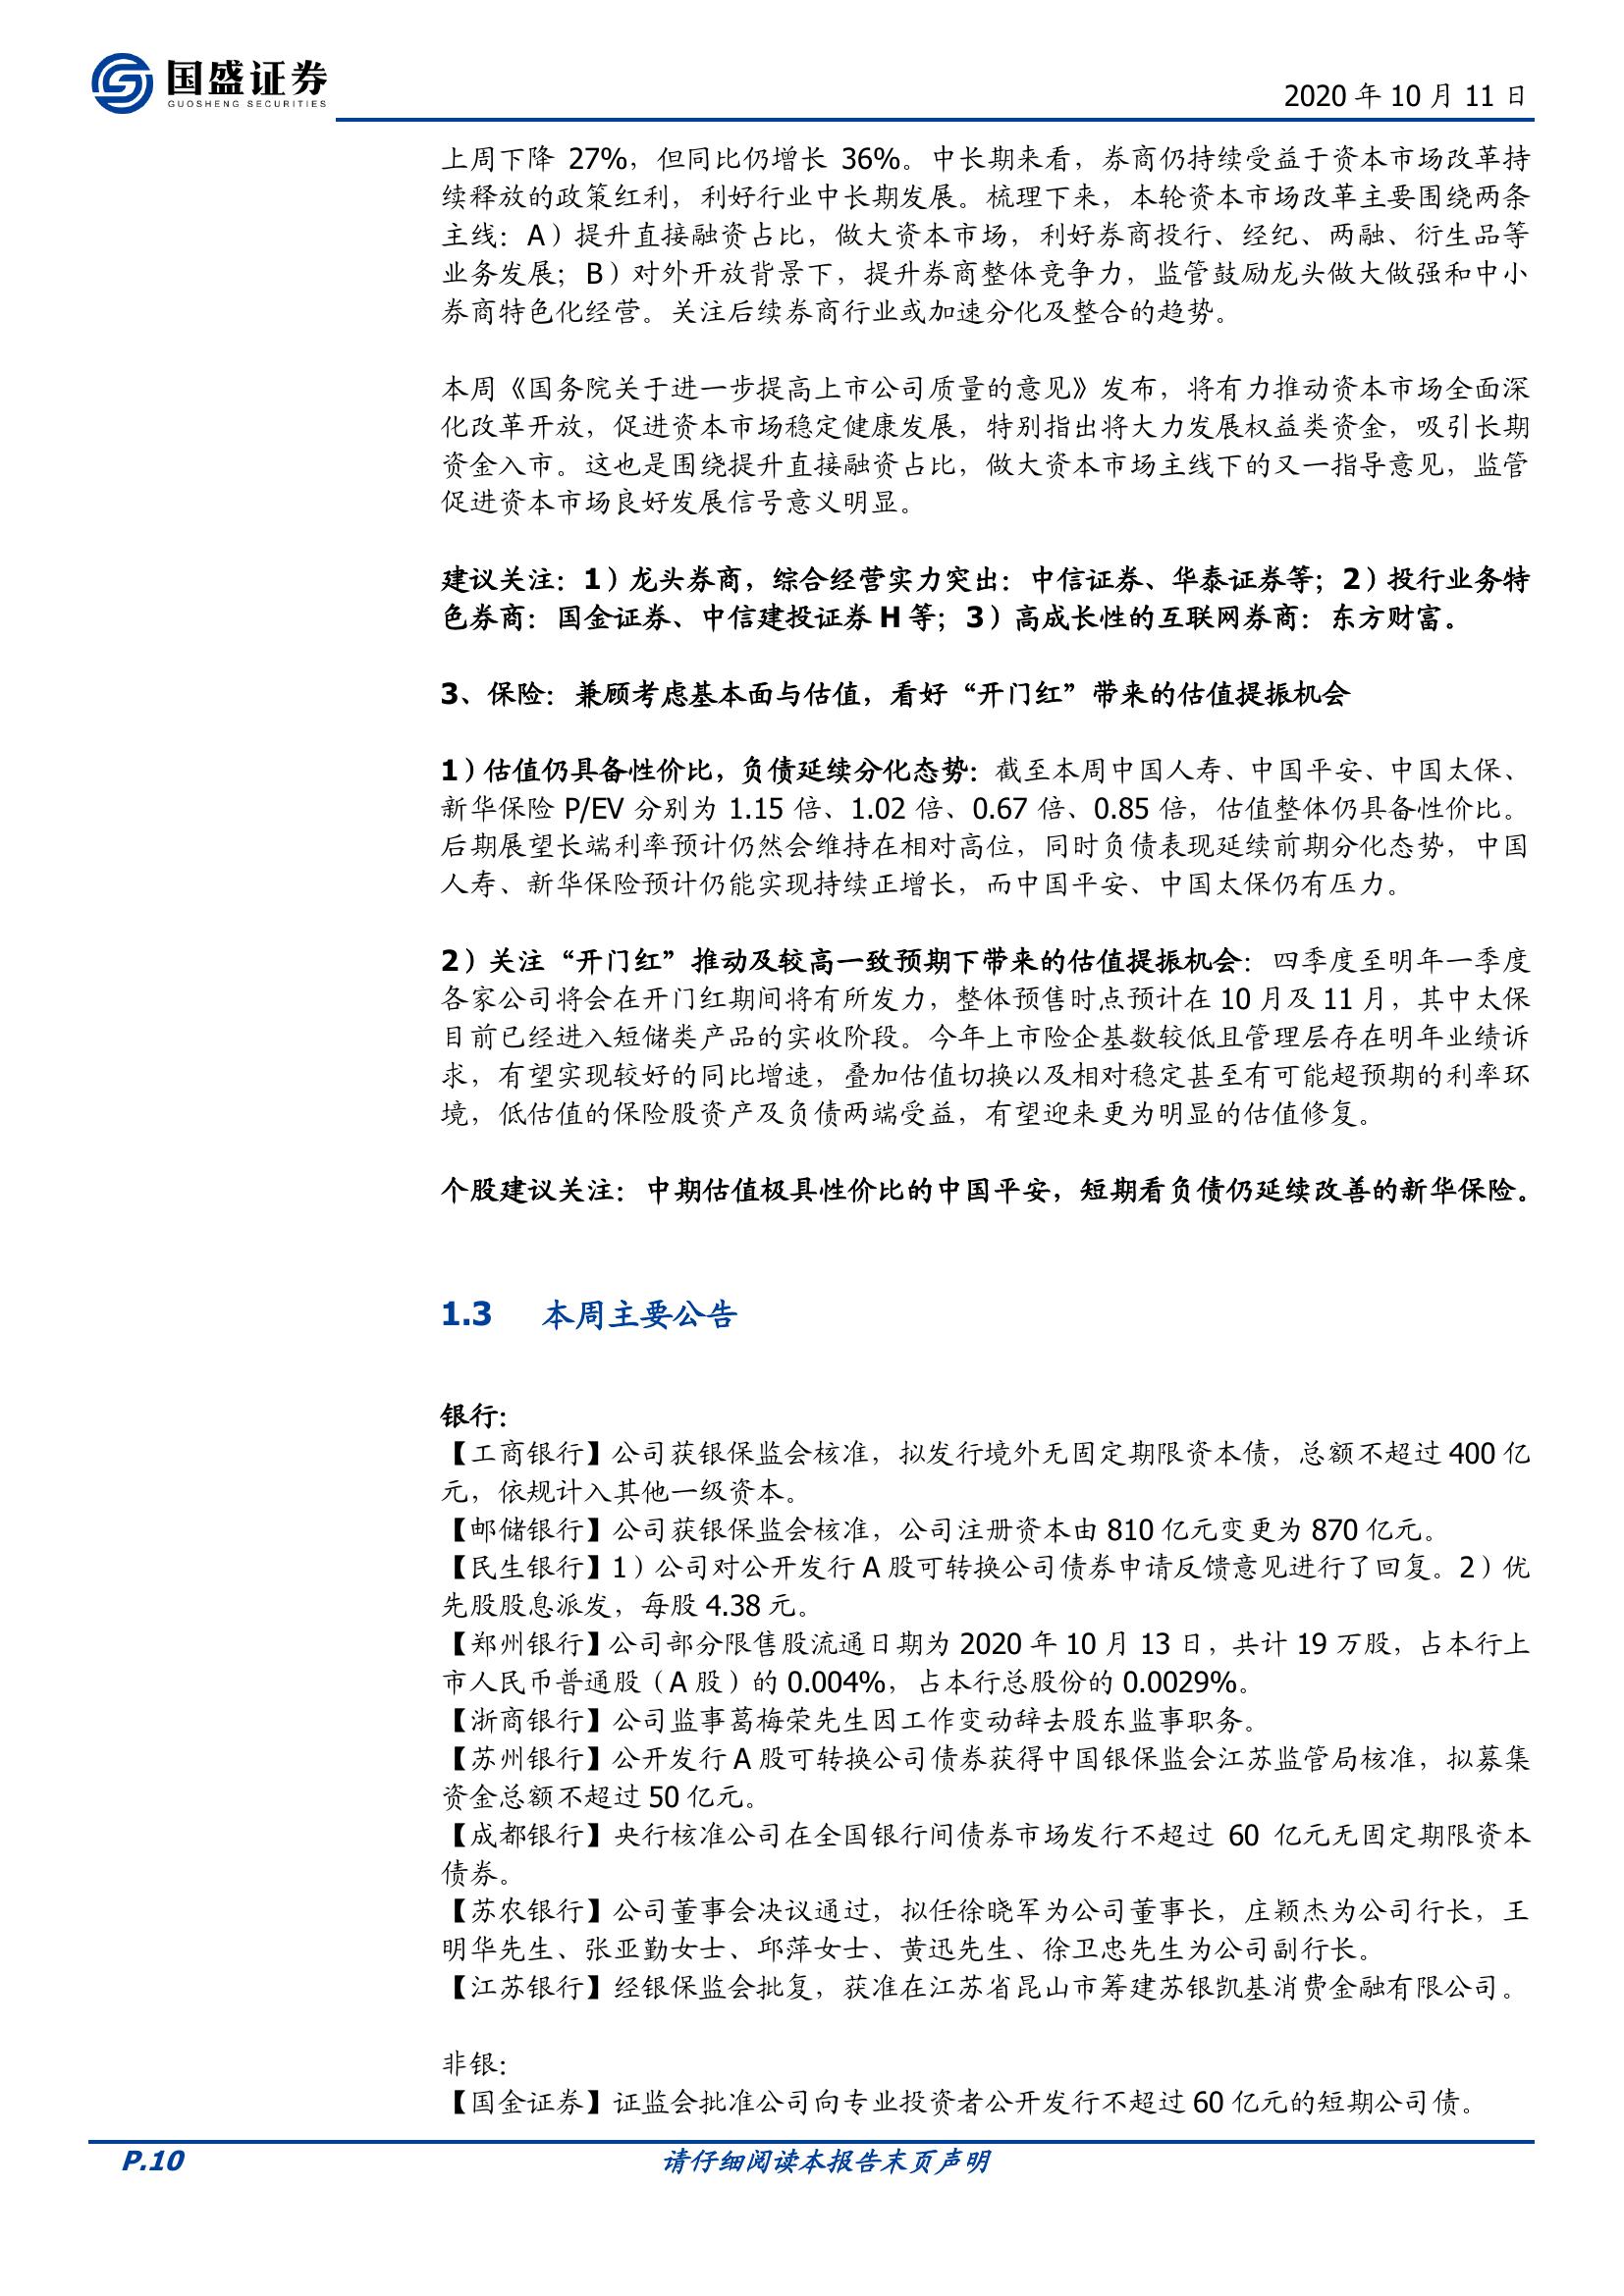 国盛证券
GUOSHENG SECURITIES
2020 年 10 月 11 日
上周下降 27%，但同比仍增长 36%。中长期来看，券商仍持续受益于资本市场改革持
续释放的政策红利，利好行业中长期发展。梳理下来，本轮资本市场改革主要围绕两条
主线：A）提升直接融资占比，做大资本市场，利好券商投行、经纪、两融、衍生品等
业务发展；B）对外开放背景下，提升券商整体竞争力，监管鼓励龙头做大做强和中小
券商特色化经营。关注后续券商行业或加速分化及整合的趋势。
本周《国务院关于进一步提高上市公司质量的意见》发布，将有力推动资本市场全面深
化改革开放，促进资本市场稳定健康发展，特别指出将大力发展权益类资金，吸引长期
资金入市。这也是围绕提升直接融资占比，做大资本市场主线下的又一指导意见，监管
促进资本市场良好发展信号意义明显。
建议关注：1）龙头券商，综合经营实力突出：中信证券、华泰证券等；2）投行业务特
色券商：国金证券、中信建投证券 H 等；3）高成长性的互联网券商：东方财富。
3、保险：兼顾考虑基本面与估值，看好“开门红”带来的估值提振机会
1）估值仍具备性价比，负债延续分化态势：截至本周中国人寿、中国平安、中国太保、
新华保险 P/EV 分别为 1.15 倍、1.02 倍、0.67 倍、0.85 倍，估值整体仍具备性价比。
后期展望长端利率预计仍然会维持在相对高位，同时负债表现延续前期分化态势，中国
人寿、新华保险预计仍能实现持续正增长，而中国平安、中国太保仍有压力。
2）关注“开门红”推动及较高一致预期下带来的估值提振机会：四季度至明年一季度
各家公司将会在开门红期间将有所发力，整体预售时点预计在 10 月及 11 月，其中太保
目前已经进入短储类产品的实收阶段。今年上市险企基数较低且管理层存在明年业绩诉
求，有望实现较好的同比增速，叠加估值切换以及相对稳定甚至有可能超预期的利率环
境，低估值的保险股资产及负债两端受益，有望迎来更为明显的估值修复。
个股建议关注：中期估值极具性价比的中国平安，短期看负债仍延续改善的新华保险。
1.3 本周主要公告
银行：
【工商银行】公司获银保监会核准，拟发行境外无固定期限资本债，总额不超过 400 亿
元，依规计入其他一级资本。
【邮储银行】公司获银保监会核准，公司注册资本由 810 亿元变更为 870 亿元。
【民生银行】1）公司对公开发行 A 股可转换公司债券申请反馈意见进行了回复。2）优
先股股息派发，每股 4.38 元。
【郑州银行】公司部分限售股流通日期为 2020 年 10 月 13 日，共计 19 万股，占本行上
市人民币普通股（A 股）的 0.004%，占本行总股份的 0.0029%。
【浙商银行】公司监事葛梅荣先生因工作变动辞去股东监事职务。
【苏州银行】公开发行 A 股可转换公司债券获得中国银保监会江苏监管局核准，拟募集
资金总额不超过 50 亿元。
【成都银行】央行核准公司在全国银行间债券市场发行不超过 60 亿元无固定期限资本
债券。
【苏农银行】公司董事会决议通过，拟任徐晓军为公司董事长，庄颖杰为公司行长，王
明华先生、张亚勤女士、邱萍女士、黄迅先生、徐卫忠先生为公司副行长。
【江苏银行】经银保监会批复，获准在江苏省昆山市筹建苏银凯基消费金融有限公司。
非银：
【国金证券】证监会批准公司向专业投资者公开发行不超过 60 亿元的短期公司债。
P.10
请仔细阅读本报告末页声明